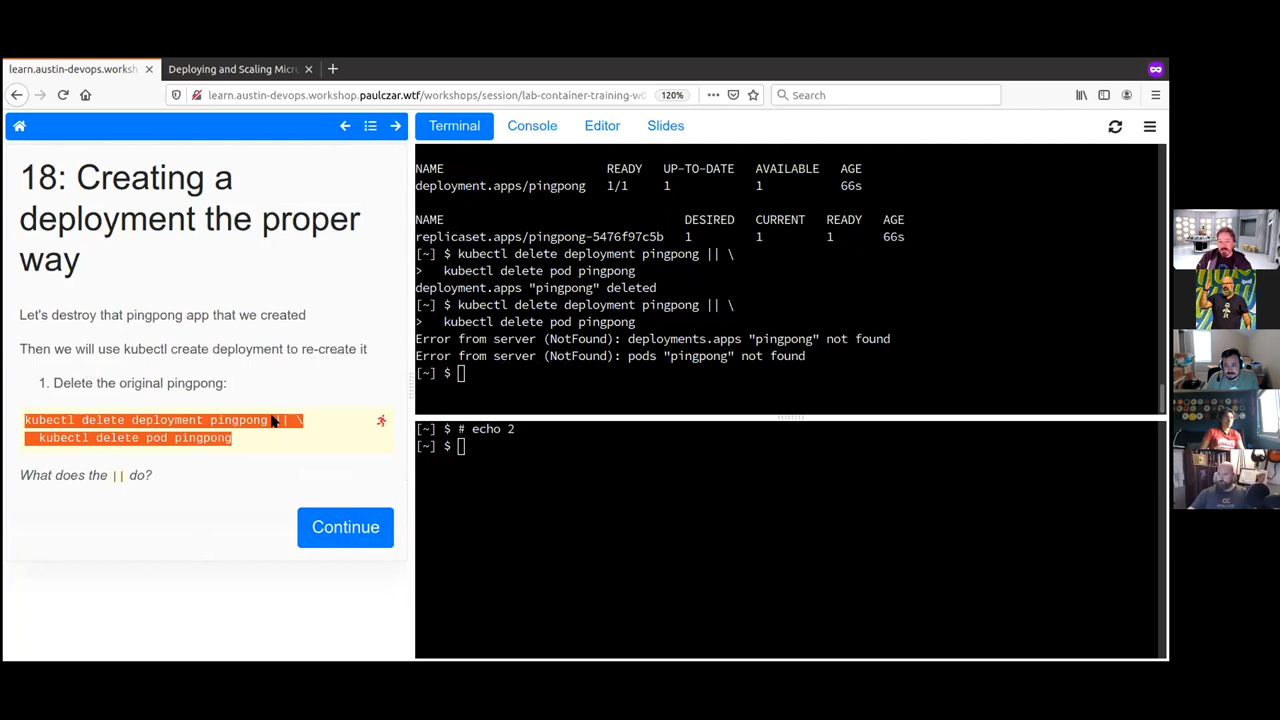 learn.austin-devops.worksh
Deploying and Scaling Micr
learn.austin-devops.workshop.paulczar.wtf/workshops/session/lab-container-training-w
120%
Search
Terminal
Console
Editor
Slides
18: Creating a
deployment the proper
way
Let's destroy that pingpong app that we created
Then we will use kubectl create deployment to re-create it
1. Delete the original pingpong:
kubectl delete deployment pingpong || \
kubectl delete pod pingpong
What does the || do?
Continue
NAME READY UP-TO-DATE AVAILABLE AGE
deployment.apps/pingpong 1/1 1 1 66s
NAME DESIRED CURRENT READY AGE
replicaset.apps/pingpong-5476f97c5b 1 1 1 66s
[~] $ kubectl delete deployment pingpong || \
> kubectl delete pod pingpong
deployment.apps "pingpong" deleted
[~] $ kubectl delete deployment pingpong || \
> kubectl delete pod pingpong
Error from server (NotFound): deployments.apps "pingpong" not found
Error from server (NotFound): pods "pingpong" not found
[~] $
[~] $ # echo 2
[~] $